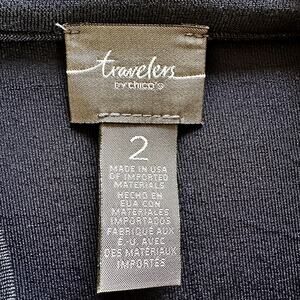 travelers
BY chico's
2
MADE IN USA
OF IMPORTED
MATERIALS
HECHO EN
EUA CON
MATERIALES
IMPORTADOS
FABRIQUÉ AUX
É.-U. AVEC
DES MATÉRIAUX
IMPORTÉS